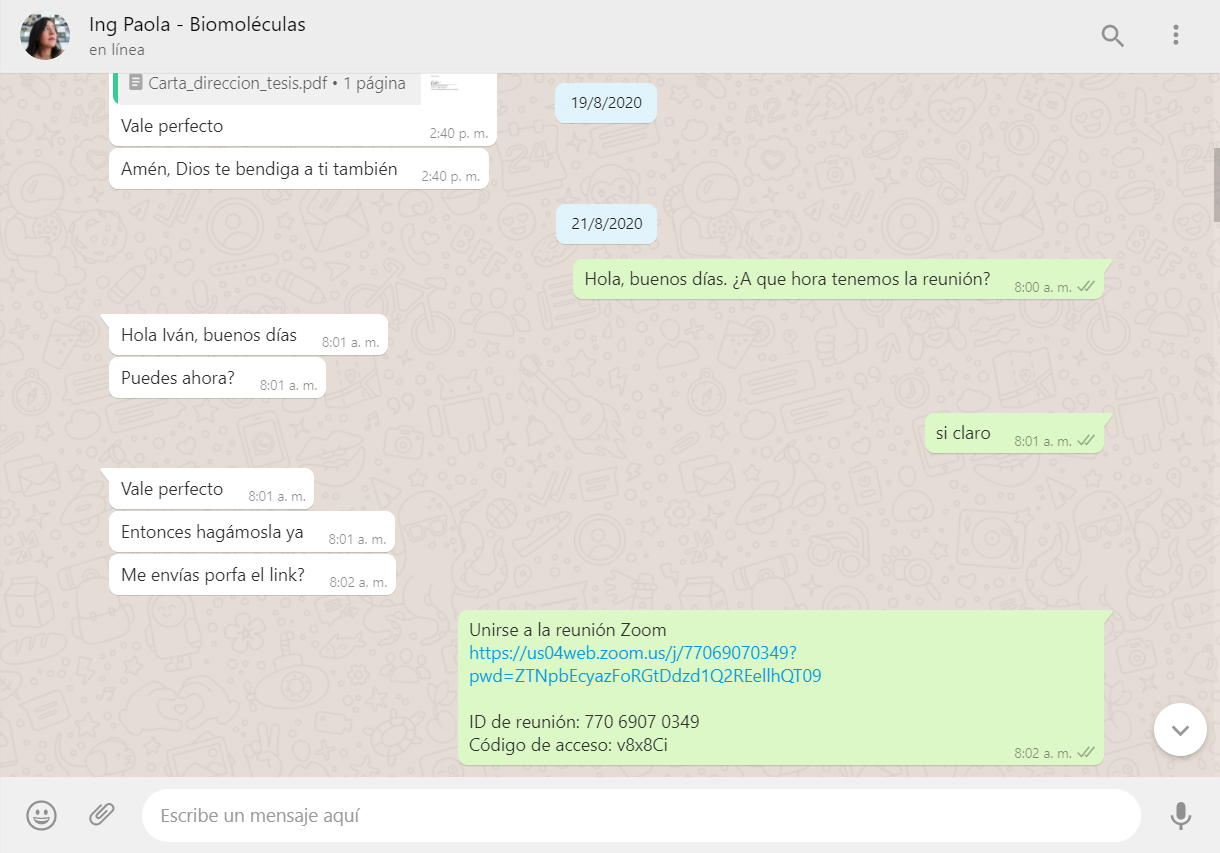 Ing Paola - Biomoléculas
en línea
Carta_direccion_tesis.pdf • 1 página
Vale perfecto
2:40 p. m.
19/8/2020
Amén, Dios te bendiga a ti también
2:40 p. m.
21/8/2020
Hola, buenos días. ¿A que hora tenemos la reunión?
8:00 a. m.
Hola Iván, buenos días
8:01 a. m.
Puedes ahora?
8:01 a. m.
si claro
8:01 a. m.
Vale perfecto
8:01 a. m.
Entonces hagámosla ya
8:01 a. m.
Me envías porfa el link?
8:02 a. m.
Unirse a la reunión Zoom
https://us04web.zoom.us/j/77069070349?
pwd=ZTNpbEcyazFoRGtDdzd1Q2REellhQT09
ID de reunión: 770 6907 0349
Código de acceso: v8x8Ci
8:02 a. m.
Escribe un mensaje aquí